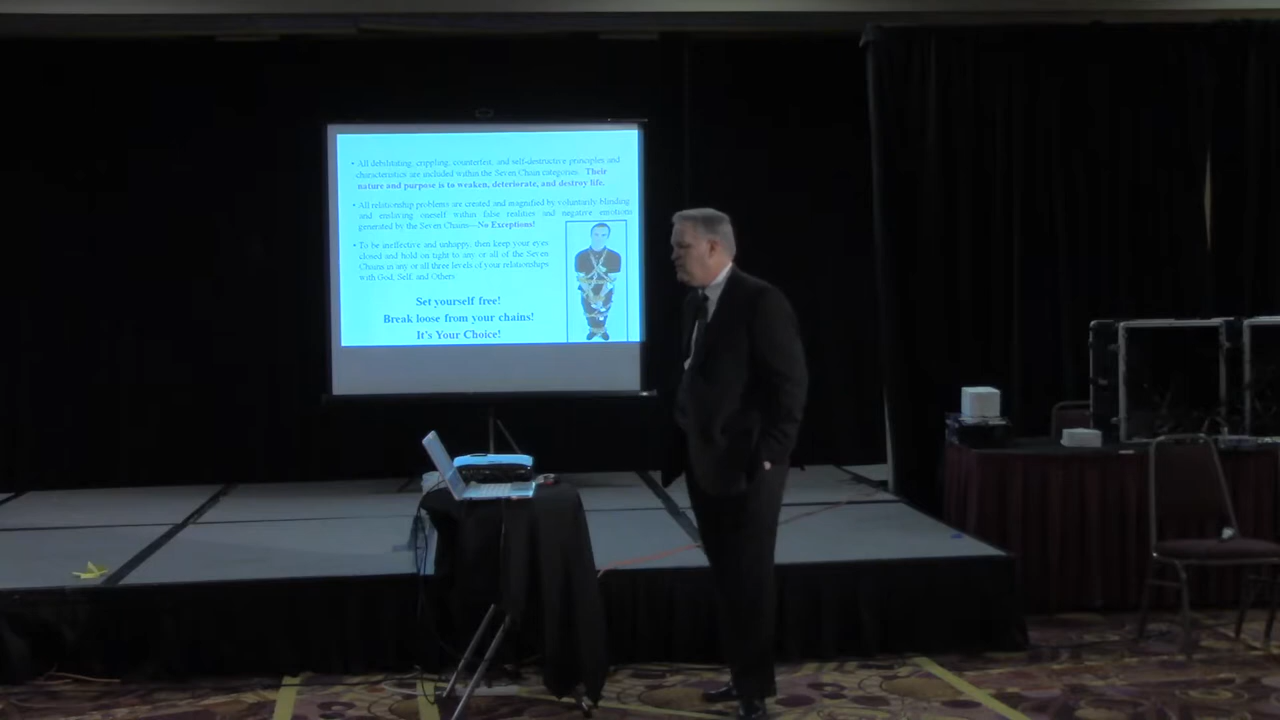 • All debilitating, crippling, counterfeit, and self-destructive principles and
characteristics are included within the Seven Chain categories. Their
nature and purpose is to weaken, deteriorate, and destroy life.
• All relationship problems are created and magnified by voluntarily blinding
and enslaving oneself within false realities and negative emotions
generated by the Seven Chains—No Exceptions!
• To be ineffective and unhappy, then keep your eyes
closed and hold on tight to any or all of the Seven
Chains in any or all three levels of your relationships
with God, Self, and Others.
Set yourself free!
Break loose from your chains!
It's Your Choice!